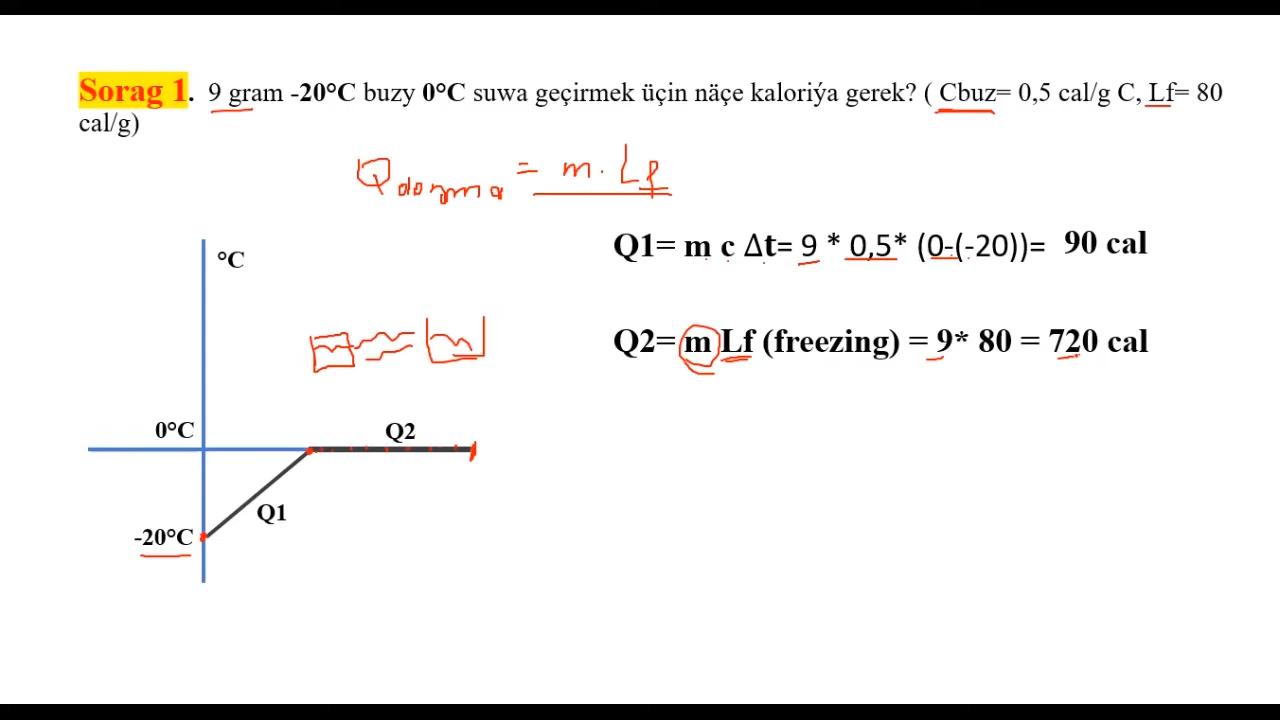 Sorag 1. 9 gram -20°C buzy 0°C suwa geçirmek üçin näçe kaloriýa gerek? ( Cbuz= 0,5 cal/g C, Lf= 80
cal/g)
Q doňma = m · Lf
°C
Q1= m c Δt= 9 * 0,5* (0-(-20))= 90 cal
Q2= m Lf (freezing) = 9* 80 = 720 cal
0°C
Q2
Q1
-20°C